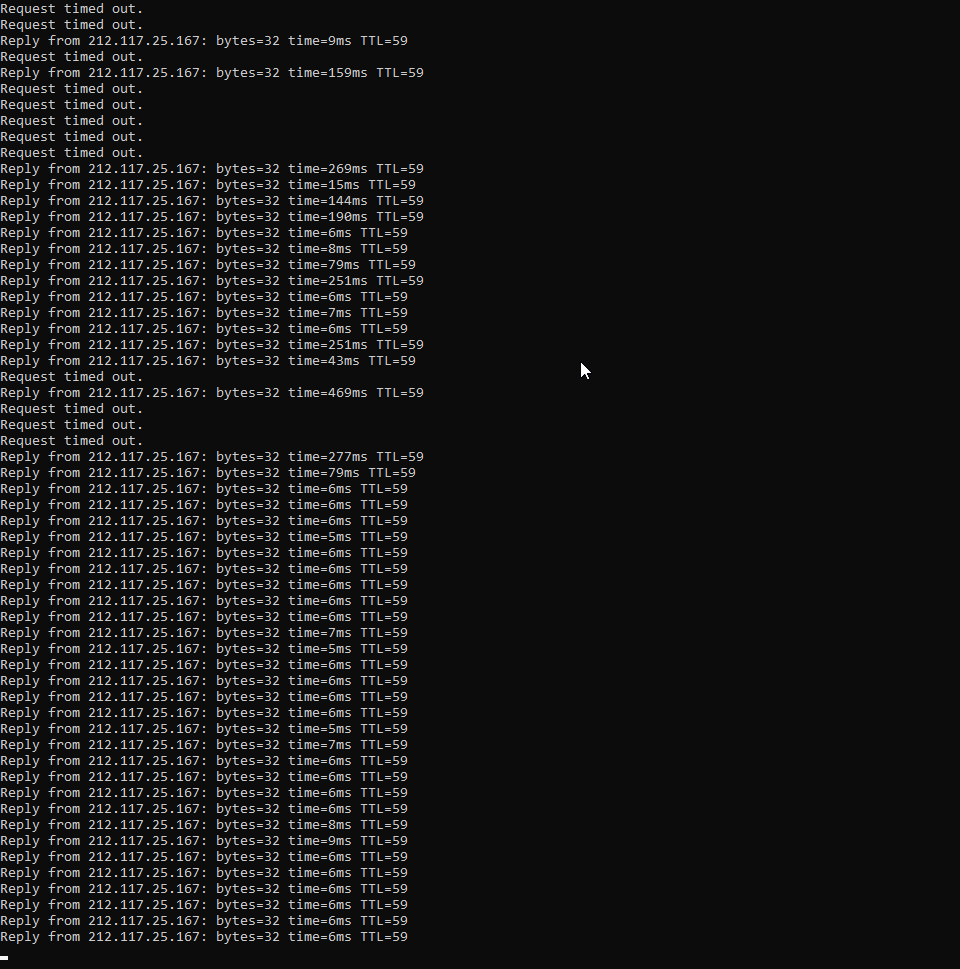 Request timed out.
Request timed out.
Reply from 212.117.25.167: bytes=32 time=9ms TTL=59
Request timed out.
Reply from 212.117.25.167: bytes=32 time=159ms TTL=59
Request timed out.
Request timed out.
Request timed out.
Request timed out.
Request timed out.
Reply from 212.117.25.167: bytes=32 time=269ms TTL=59
Reply from 212.117.25.167: bytes=32 time=15ms TTL=59
Reply from 212.117.25.167: bytes=32 time=144ms TTL=59
Reply from 212.117.25.167: bytes=32 time=190ms TTL=59
Reply from 212.117.25.167: bytes=32 time=6ms TTL=59
Reply from 212.117.25.167: bytes=32 time=8ms TTL=59
Reply from 212.117.25.167: bytes=32 time=79ms TTL=59
Reply from 212.117.25.167: bytes=32 time=251ms TTL=59
Reply from 212.117.25.167: bytes=32 time=6ms TTL=59
Reply from 212.117.25.167: bytes=32 time=7ms TTL=59
Reply from 212.117.25.167: bytes=32 time=6ms TTL=59
Reply from 212.117.25.167: bytes=32 time=251ms TTL=59
Reply from 212.117.25.167: bytes=32 time=43ms TTL=59
Request timed out.
Reply from 212.117.25.167: bytes=32 time=469ms TTL=59
Request timed out.
Request timed out.
Request timed out.
Reply from 212.117.25.167: bytes=32 time=277ms TTL=59
Reply from 212.117.25.167: bytes=32 time=79ms TTL=59
Reply from 212.117.25.167: bytes=32 time=6ms TTL=59
Reply from 212.117.25.167: bytes=32 time=6ms TTL=59
Reply from 212.117.25.167: bytes=32 time=6ms TTL=59
Reply from 212.117.25.167: bytes=32 time=5ms TTL=59
Reply from 212.117.25.167: bytes=32 time=6ms TTL=59
Reply from 212.117.25.167: bytes=32 time=6ms TTL=59
Reply from 212.117.25.167: bytes=32 time=6ms TTL=59
Reply from 212.117.25.167: bytes=32 time=6ms TTL=59
Reply from 212.117.25.167: bytes=32 time=6ms TTL=59
Reply from 212.117.25.167: bytes=32 time=7ms TTL=59
Reply from 212.117.25.167: bytes=32 time=5ms TTL=59
Reply from 212.117.25.167: bytes=32 time=6ms TTL=59
Reply from 212.117.25.167: bytes=32 time=6ms TTL=59
Reply from 212.117.25.167: bytes=32 time=6ms TTL=59
Reply from 212.117.25.167: bytes=32 time=6ms TTL=59
Reply from 212.117.25.167: bytes=32 time=5ms TTL=59
Reply from 212.117.25.167: bytes=32 time=7ms TTL=59
Reply from 212.117.25.167: bytes=32 time=6ms TTL=59
Reply from 212.117.25.167: bytes=32 time=6ms TTL=59
Reply from 212.117.25.167: bytes=32 time=6ms TTL=59
Reply from 212.117.25.167: bytes=32 time=6ms TTL=59
Reply from 212.117.25.167: bytes=32 time=8ms TTL=59
Reply from 212.117.25.167: bytes=32 time=9ms TTL=59
Reply from 212.117.25.167: bytes=32 time=6ms TTL=59
Reply from 212.117.25.167: bytes=32 time=6ms TTL=59
Reply from 212.117.25.167: bytes=32 time=6ms TTL=59
Reply from 212.117.25.167: bytes=32 time=6ms TTL=59
Reply from 212.117.25.167: bytes=32 time=6ms TTL=59
Reply from 212.117.25.167: bytes=32 time=6ms TTL=59